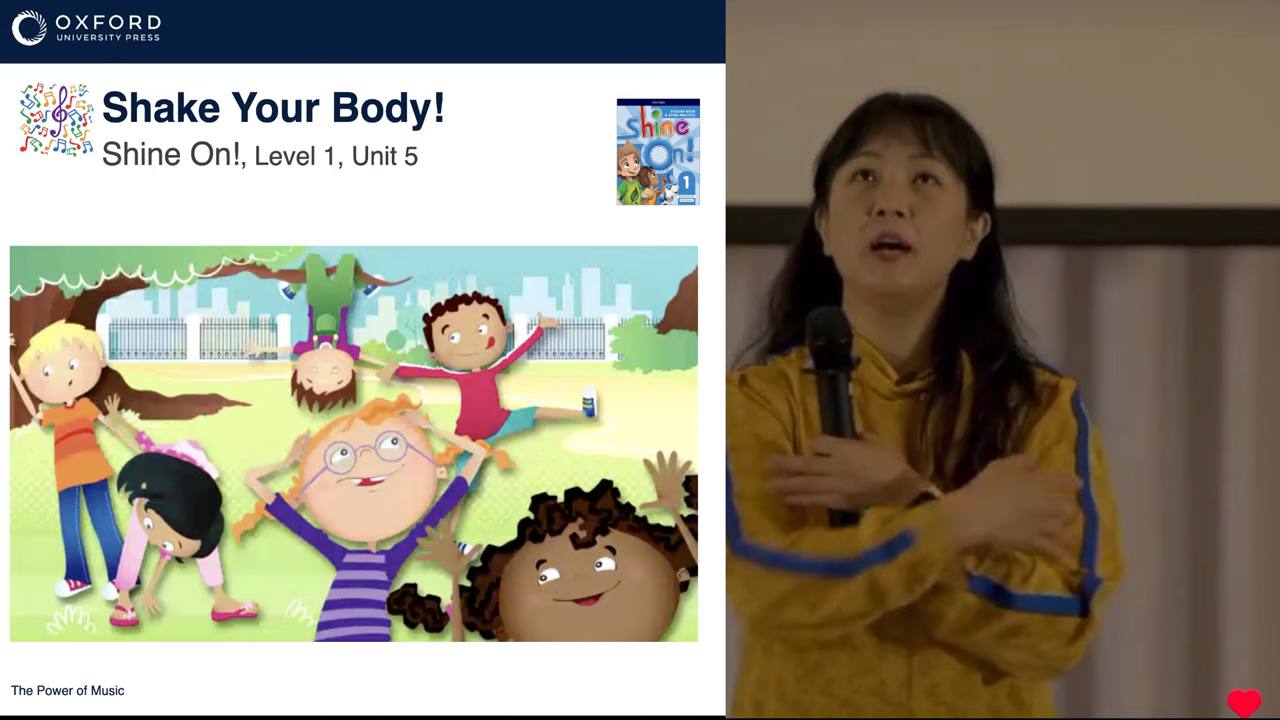 OXFORD
UNIVERSITY PRESS
Shake Your Body!
Shine On!, Level 1, Unit 5
OXFORD
shine
On!
1
The Power of Music